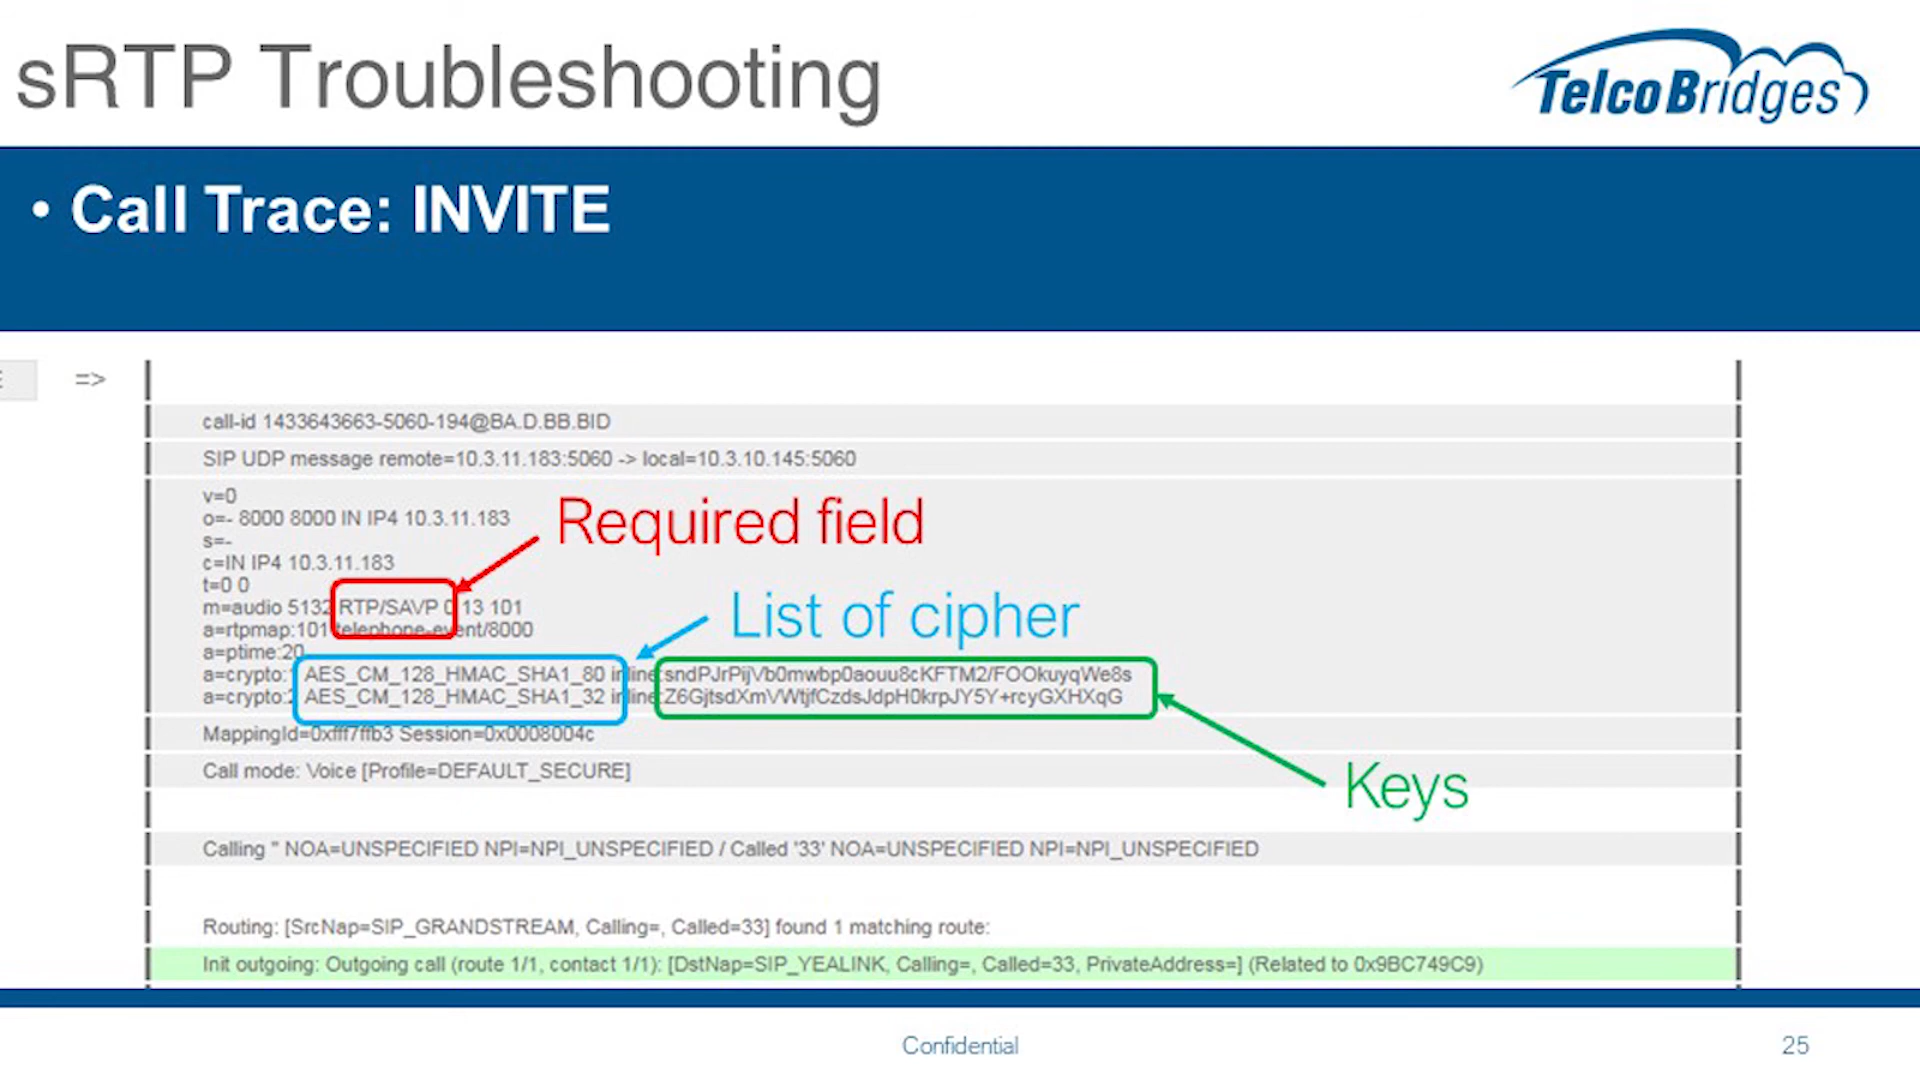 sRTP Troubleshooting
TelcoBridges
• Call Trace: INVITE
=>
call-id 1433643663-5060-194@BA.D.BB.BID
SIP UDP message remote=10.3.11.183:5060 -> local=10.3.10.145:5060
v=0
o=- 8000 8000 IN IP4 10.3.11.183
s=-
c=IN IP4 10.3.11.183
t=0 0
m=audio 5132 RTP/SAVP 0 13 101
a=rtpmap:101 telephone-event/8000
a=ptime:20
a=crypto:1 AES_CM_128_HMAC_SHA1_80 inline:sndPJrPijVb0mwbp0aouu8cKFTM2/FOOkuyqWe8s
a=crypto:2 AES_CM_128_HMAC_SHA1_32 inline:Z6GjtsdXmVWtjfCzdsJdpH0krpJY5Y+rcyGXHXqG
Required field
List of cipher
Keys
MappingId=0xfff7ffb3 Session=0x0008004c
Call mode: Voice [Profile=DEFAULT_SECURE]
Calling '' NOA=UNSPECIFIED NPI=NPI_UNSPECIFIED / Called '33' NOA=UNSPECIFIED NPI=NPI_UNSPECIFIED
Routing: [SrcNap=SIP_GRANDSTREAM, Calling=, Called=33] found 1 matching route:
Init outgoing: Outgoing call (route 1/1, contact 1/1): [DstNap=SIP_YEALINK, Calling=, Called=33, PrivateAddress=] (Related to 0x9BC749C9)
Confidential
25